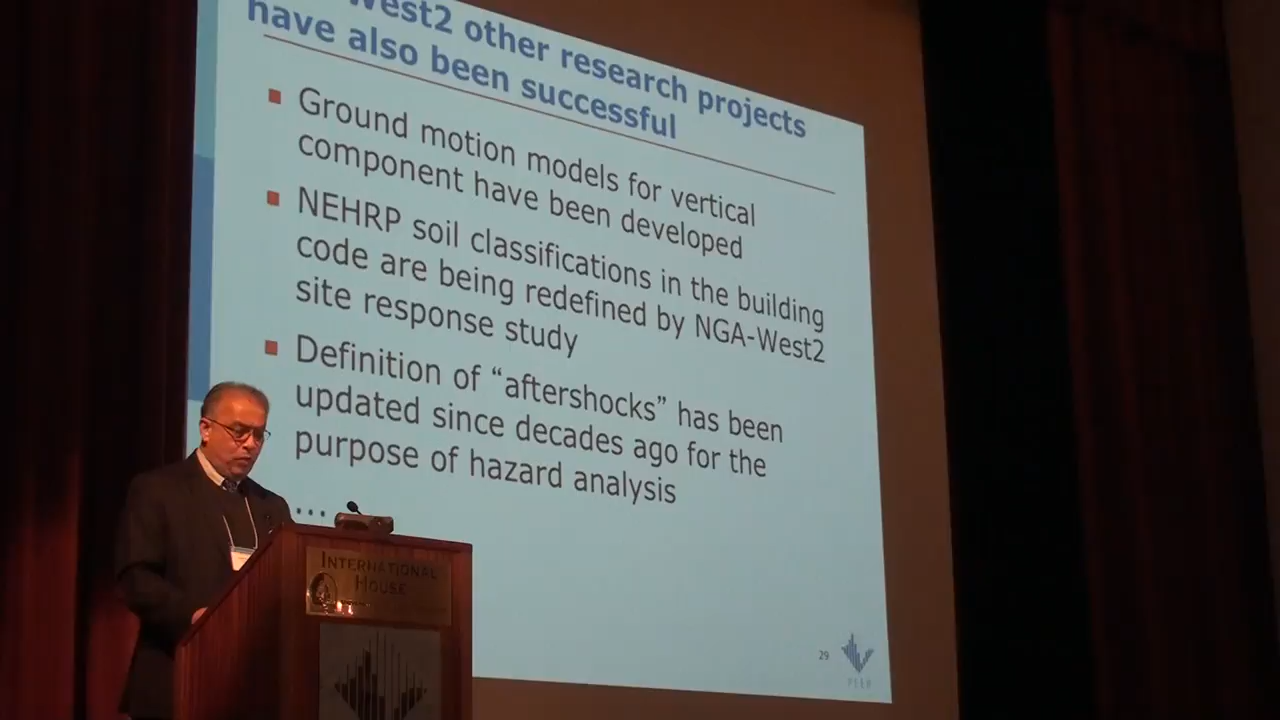 West2 other research projects
have also been successful
Ground motion models for vertical
component have been developed
NEHRP soil classifications in the building
code are being redefined by NGA-West2
site response study
Definition of “aftershocks” has been
updated since decades ago for the
purpose of hazard analysis
...
29
PEER
INTERNATIONAL
HOUSE